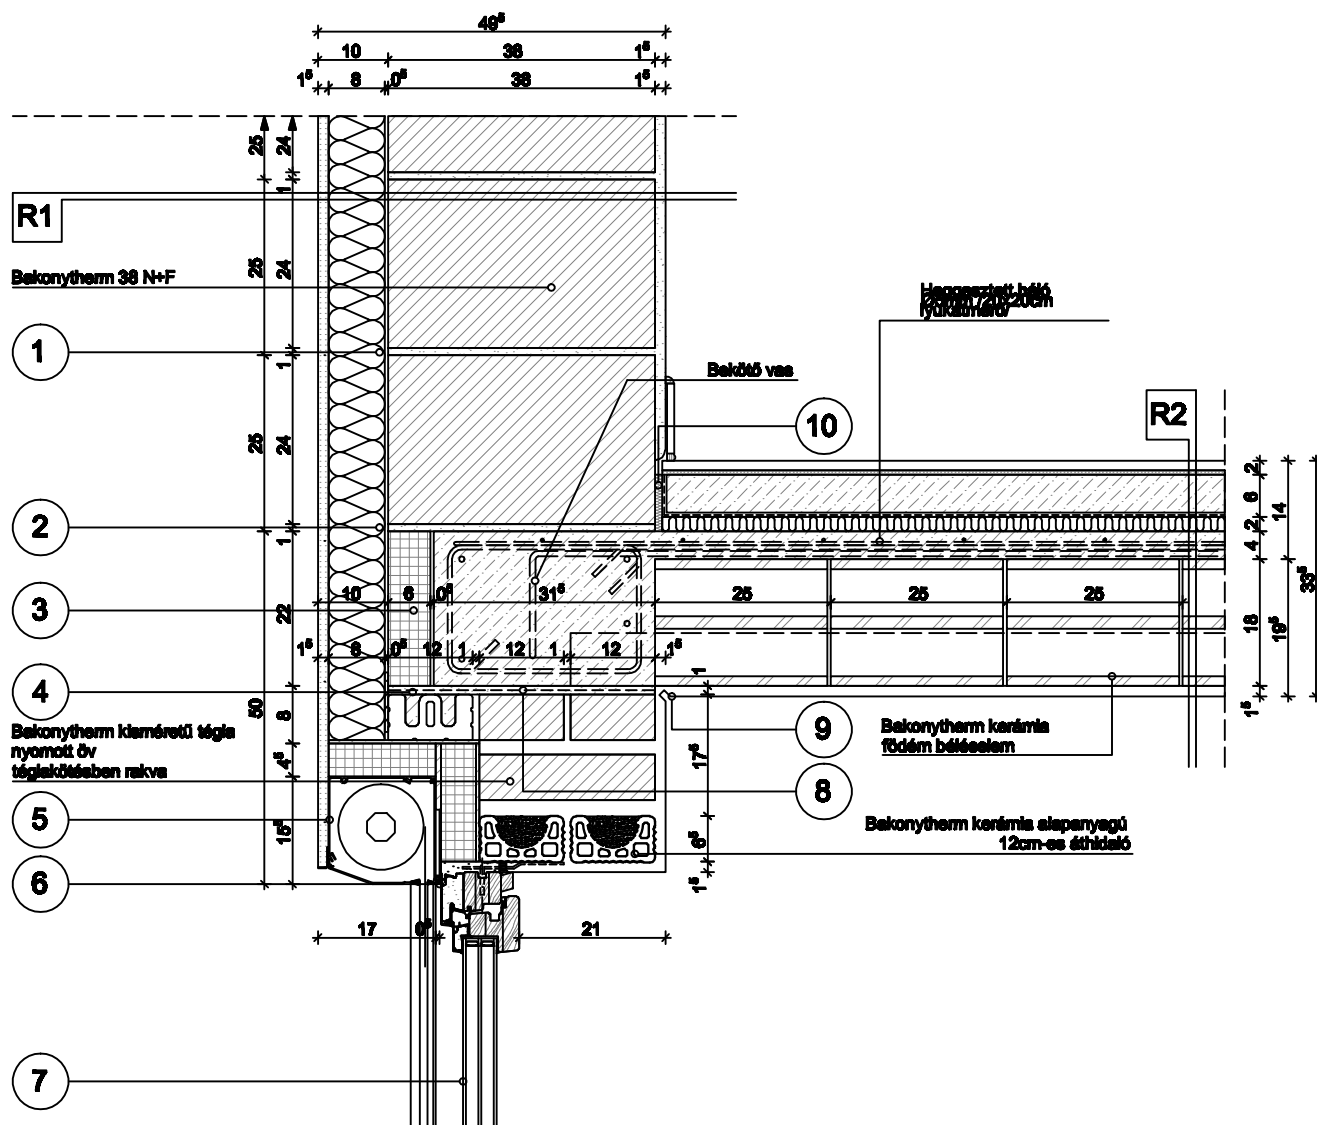 49⁵
10 38 1⁵
1⁵ 8 0⁵ 38 1⁵
25 24
1
R1
Bakonytherm 38 N+F
25 24
Heggesztett háló
lyukátmérő/
1
1
Bekötő vas
R2
10
25 24
2
1
2 6 2 4 14 33⁵
3
10 6 0⁵ 31⁵ 25 25 25
22
18 19⁵
1⁵ 8 0⁵ 12 1 12 1 12 1⁵
1
4
50 8
1⁵
Bakonytherm kisméretű tégla
nyomott öv
téglakötésben rakva
9
Bakonytherm kerámia
födém béléselem
17⁵
4⁵
8
5
15⁵
Bakonytherm kerámia alapanyagú
12cm-es áthidaló
6⁵
6
1⁵
17 0⁵ 21
7